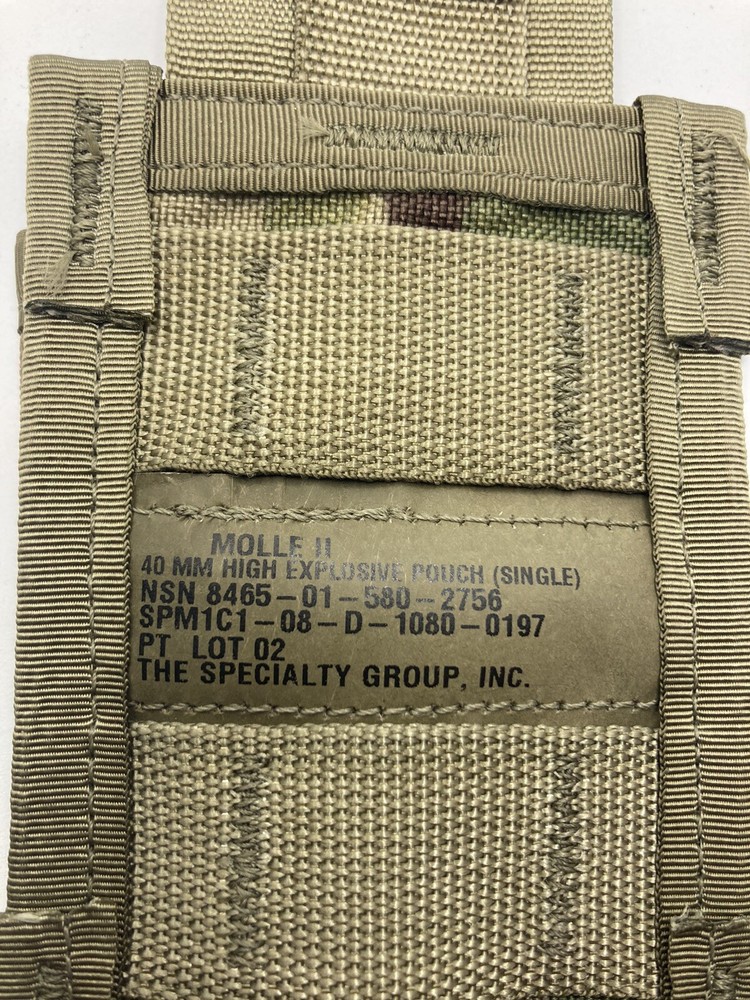 MOLLE II
40 MM HIGH EXPLOSIVE POUCH (SINGLE)
NSN 8465-01-580-2756
SPM1C1-08-D-1080-0197
PT LOT 02
THE SPECIALTY GROUP, INC.